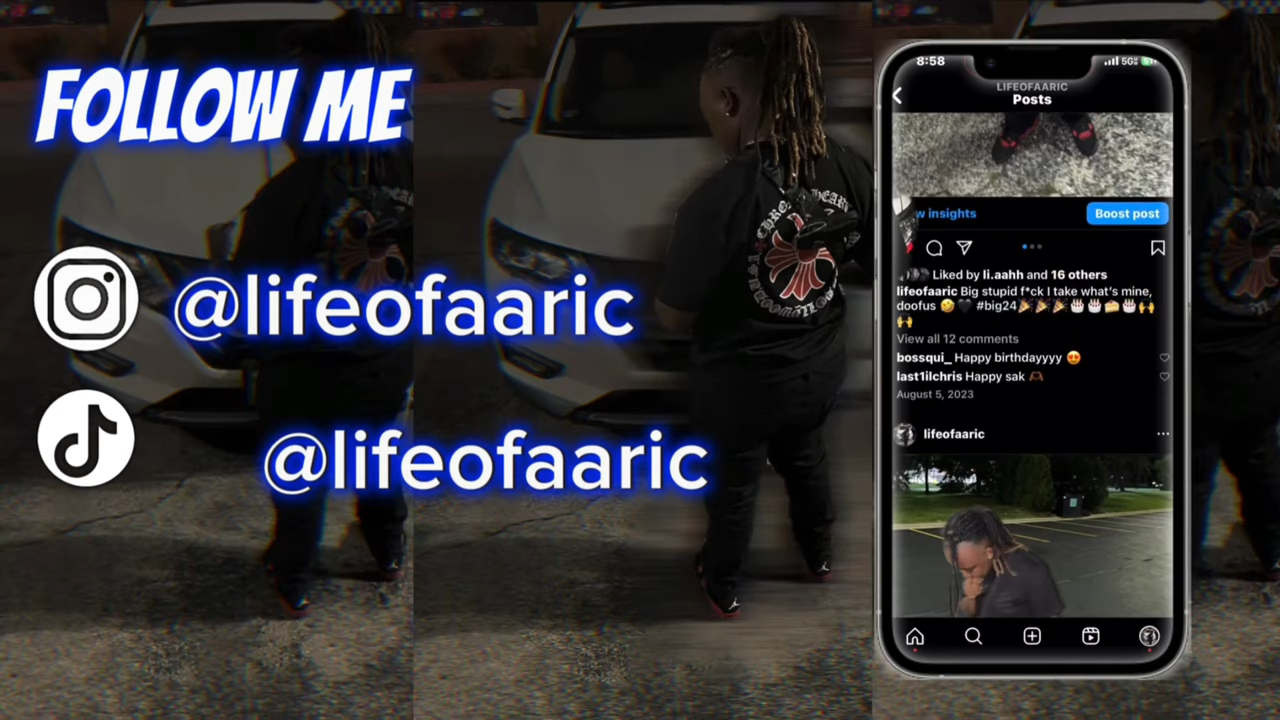 FOLLOW ME
@lifeofaaric
@lifeofaaric
8:58
5G
LIFEOFAARIC
Posts
insights
Boost post
Liked by li.aahh and 16 others
lifeofaaric Big stupid f*ck I take what's mine,
doofus 🤣🖤 #big24🎉🎉🎉🎂🎂🍰🎂🙌
🙌
View all 12 comments
bossqui_ Happy birthdayyyy 😍
last1ilchris Happy sak 🫶🏾
August 5, 2023
lifeofaaric